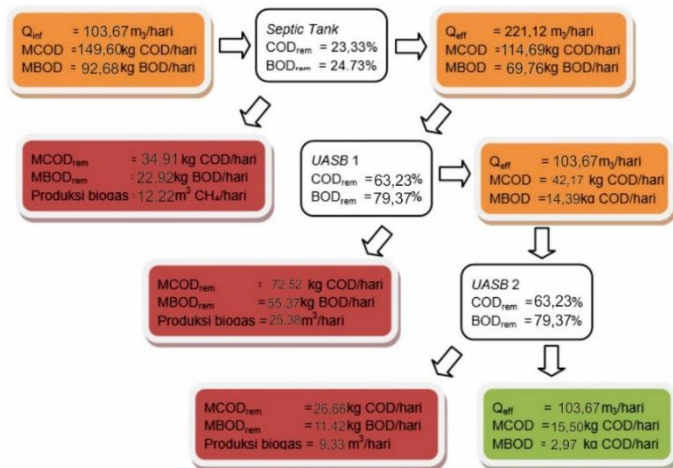 Q_inf = 103,67 m3/hari
MCOD =149,60kg COD/hari
MBOD = 92,68kg BOD/hari
Septic Tank
COD_rem = 23,33%
BOD_rem = 24.73%
Q_eff = 221,12 m3/hari
MCOD =114,69kg COD/hari
MBOD = 69,76kg BOD/hari
MCOD_rem = 34.91 kg COD/hari
MBOD_rem = 22.92kg BOD/hari
Produksi biogas = 12,22m³ CH4/hari
UASB 1
COD_rem =63,23%
BOD_rem = 79,37%
Q_eff = 103,67m3/hari
MCOD = 42,17 kg COD/hari
MBOD =14,39kg COD/hari
MCOD_rem = 72.52 kg COD/hari
MBOD_rem = 55.37kg BOD/hari
Produksi biogas =25.38m³/hari
UASB 2
COD_rem =63,23%
BOD_rem = 79,37%
MCOD_rem =26,66kg COD/hari
MBOD_rem =11.42kg BOD/hari
Produksi biogas = 9,33 m³/hari
Q_eff = 103,67m3/hari
MCOD =15,50kg COD/hari
MBOD = 2,97 kg COD/hari